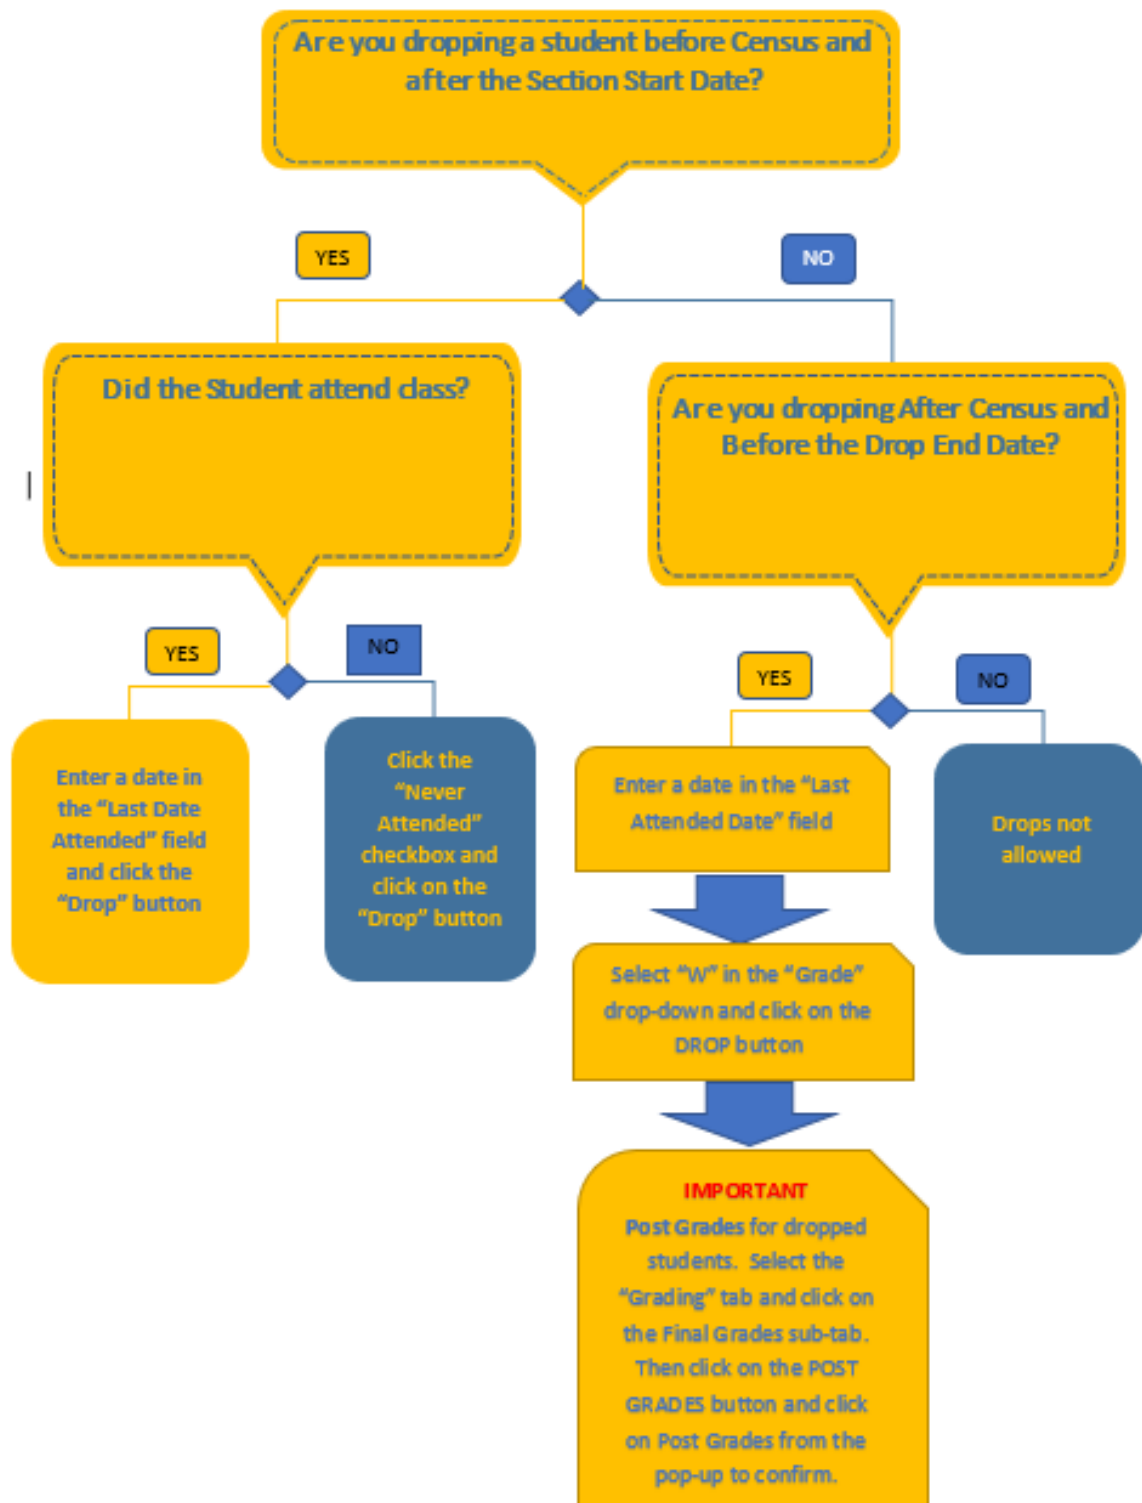 Are you dropping a student before Census and
after the Section Start Date?
YES
NO
Did the Student attend class?
Are you dropping After Census and
Before the Drop End Date?
YES
NO
YES
NO
Enter a date in
the “Last Date
Attended” field
and click the
“Drop” button
Click the
“Never
Attended”
checkbox and
click on the
“Drop” button
Enter a date in the “Last
Attended Date” field
Drops not
allowed
Select “W” in the “Grade”
drop-down and click on the
DROP button
IMPORTANT
Post Grades for dropped
students. Select the
“Grading” tab and click on
the Final Grades sub-tab.
Then click on the POST
GRADES button and click
on Post Grades from the
pop-up to confirm.